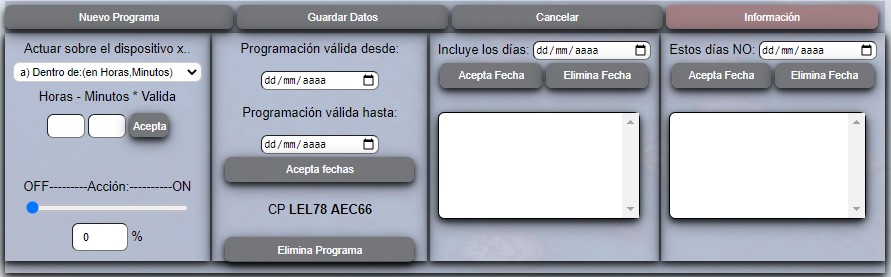 Nuevo Programa
Guardar Datos
Cancelar
Información
Actuar sobre el dispositivo x..
a) Dentro de:(en Horas,Minutos)
Horas - Minutos * Valida
Acepta
OFF---------Acción:----------ON
0 %
Programación válida desde:
dd/mm/aaaa
Programación válida hasta:
dd/mm/aaaa
Acepta fechas
CP LEL78 AEC66
Elimina Programa
Incluye los días: dd/mm/aaaa
Acepta Fecha Elimina Fecha
Estos días NO: dd/mm/aaaa
Acepta Fecha Elimina Fecha